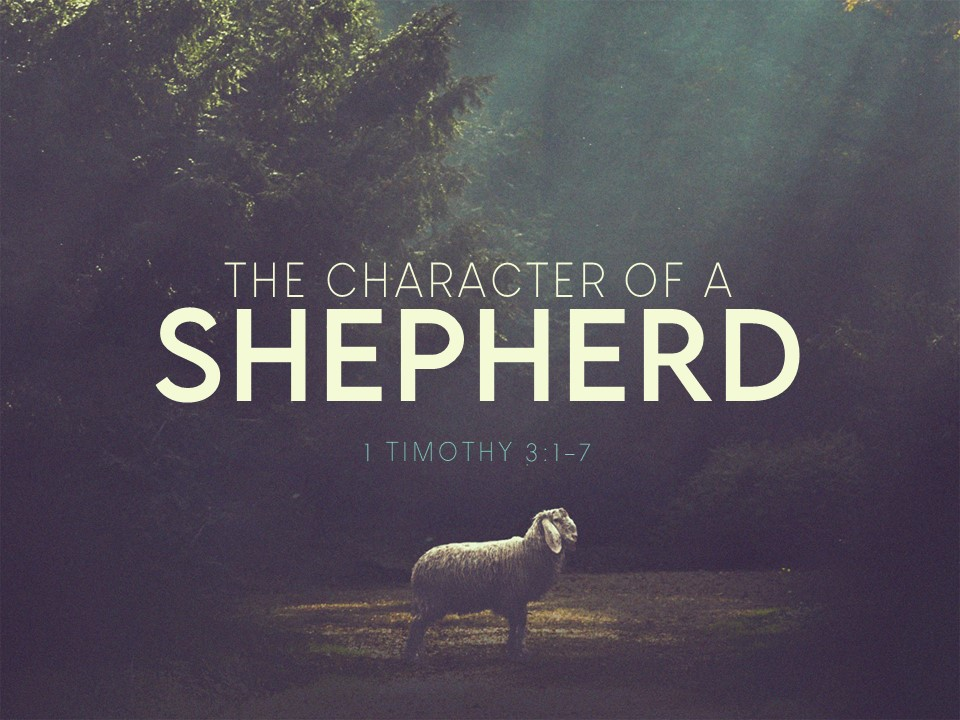 THE CHARACTER OF A
SHEPHERD
1 TIMOTHY 3:1–7